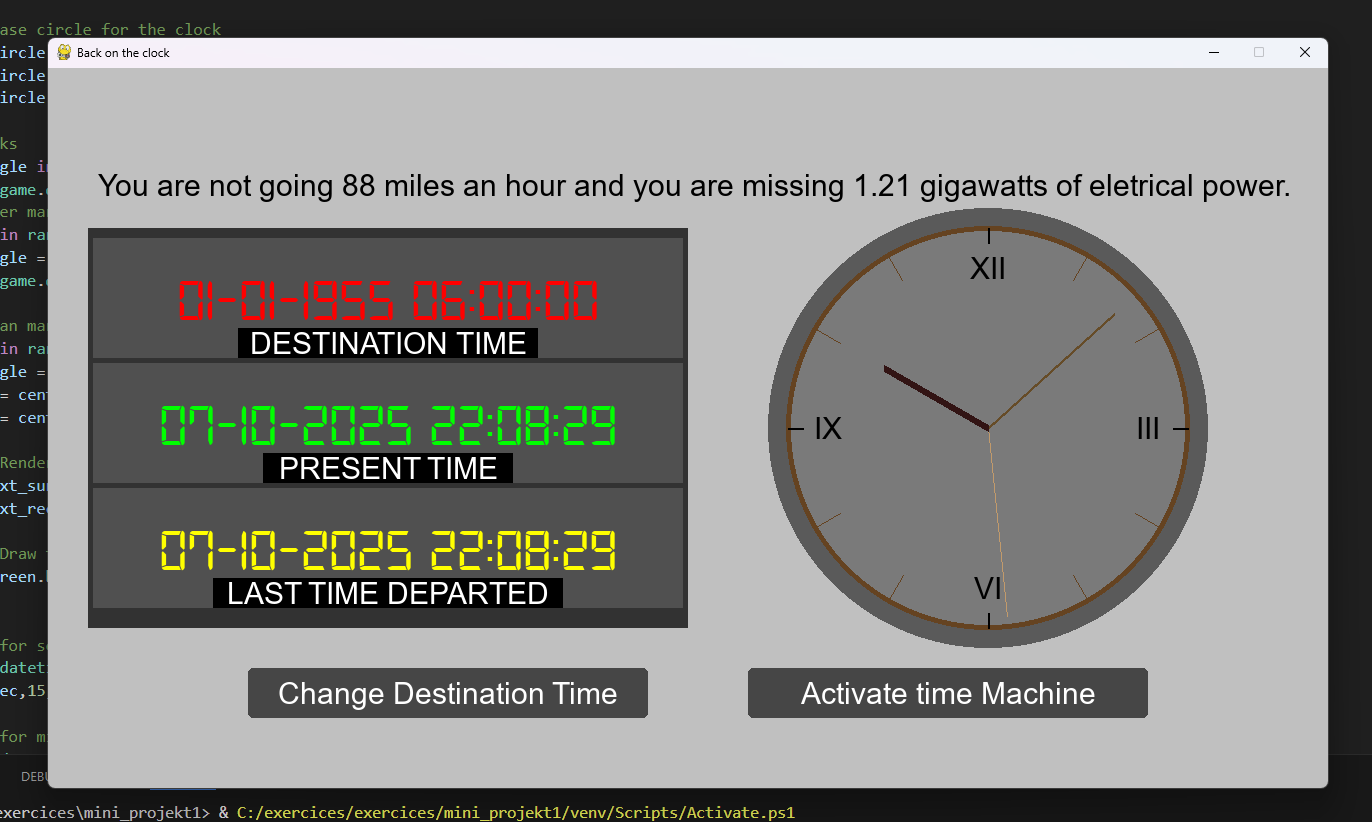 ase circle for the clock
ircle
Back on the clock
ircle
ircle
ks
gle in
You are not going 88 miles an hour and you are missing 1.21 gigawatts of eletrical power.
game.
er ma
in ra
gle =
game.
XII
01-01-1955 06:00:00
an ma
in ra
DESTINATION TIME
gle =
= cen
= cen
07-10-2025 22:08:29
IX
III
Rende
PRESENT TIME
xt_su
xt_re
Draw
07-10-2025 22:08:29
reen.
LAST TIME DEPARTED
VI
for s
datet
ec,15
Change Destination Time
Activate time Machine
for m
DEBU
exercices\mini_projekt1> & C:/exercices/exercices/mini_projekt1/venv/Scripts/Activate.ps1